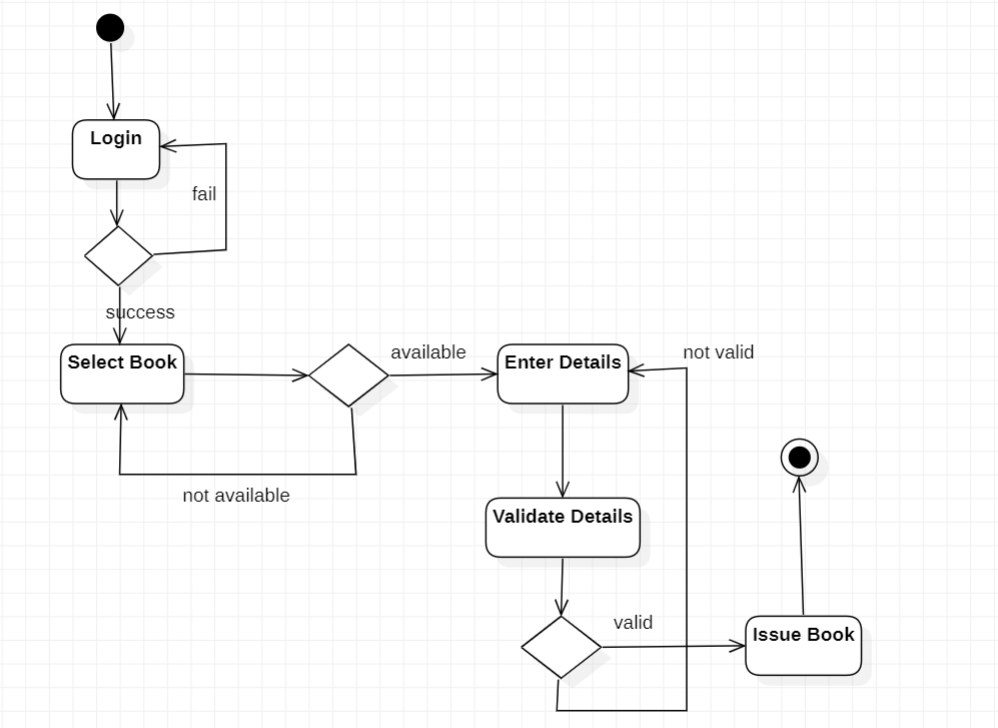 Login
fail
success
Select Book
available
Enter Details
not valid
not available
Validate Details
valid
Issue Book